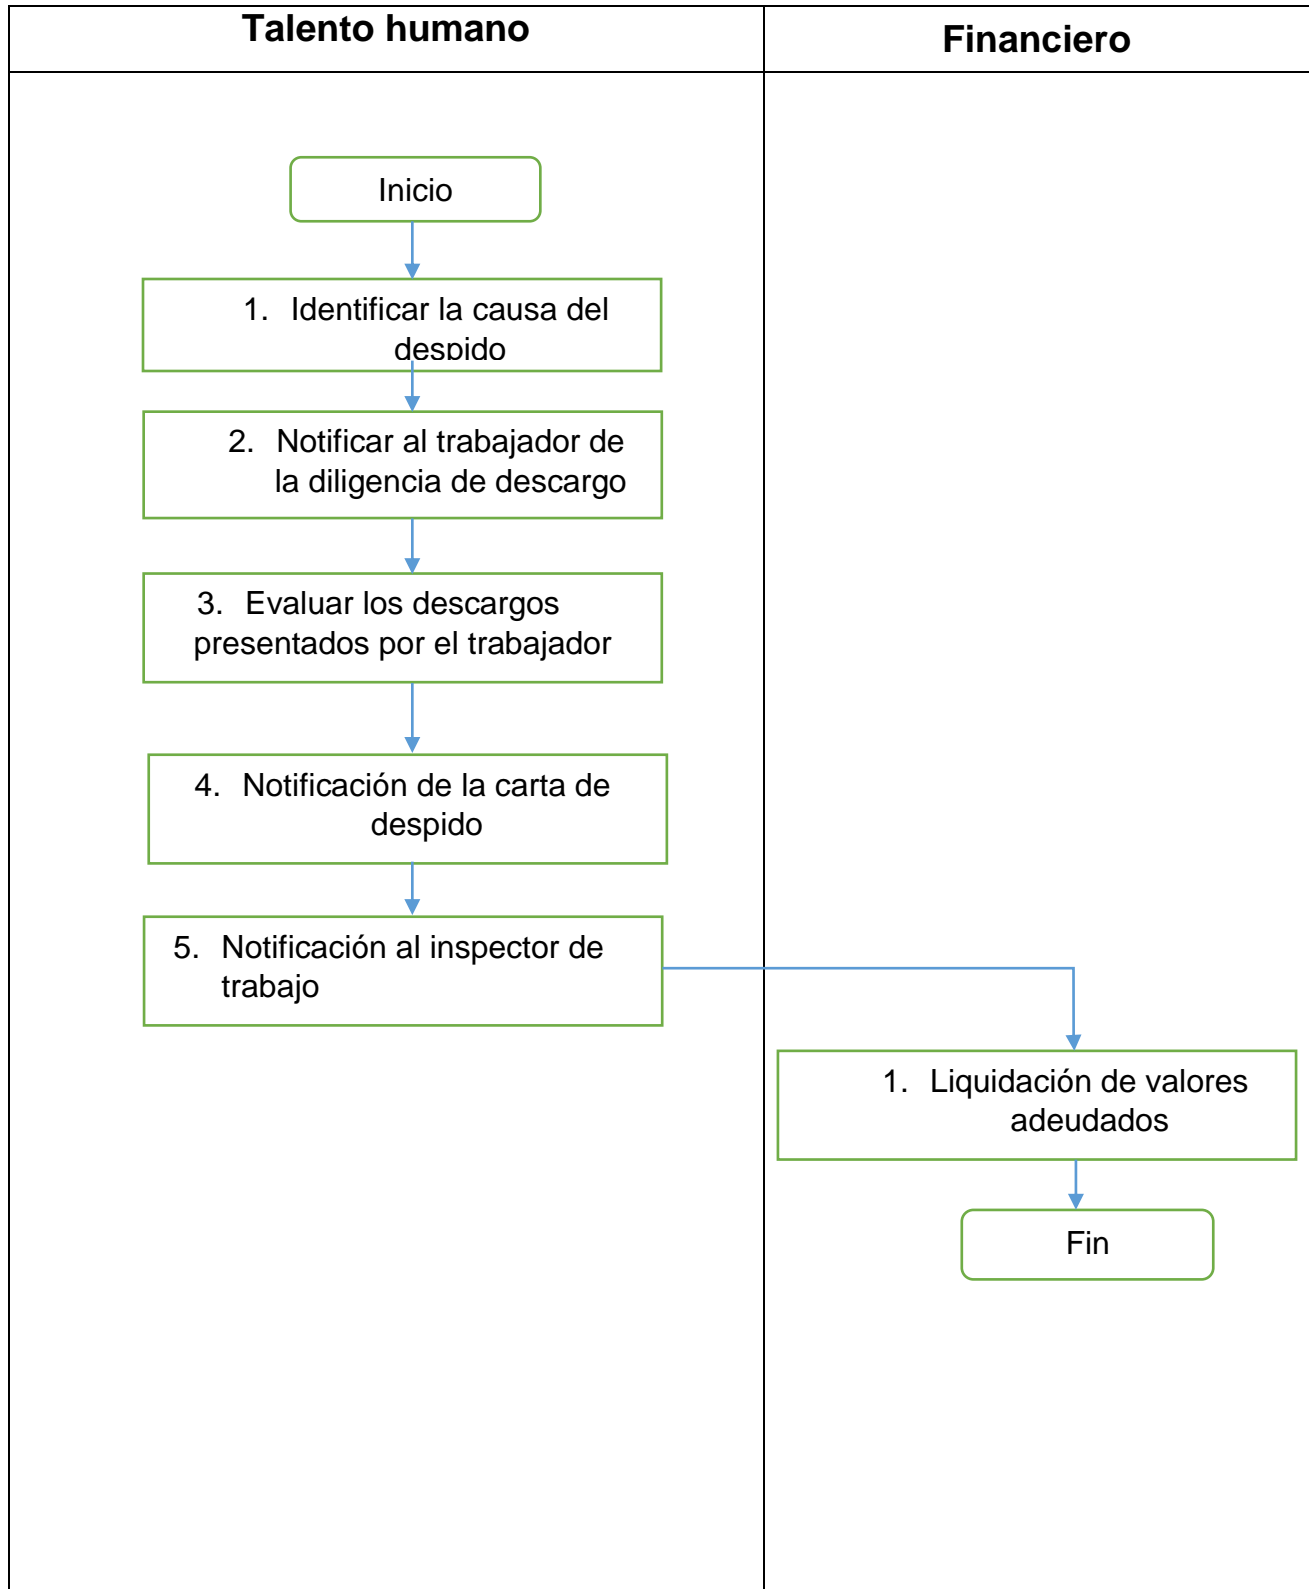 Talento humano
Financiero
Inicio
1. Identificar la causa del
despido
2. Notificar al trabajador de
la diligencia de descargo
3. Evaluar los descargos
presentados por el trabajador
4. Notificación de la carta de
despido
5. Notificación al inspector de
trabajo
1. Liquidación de valores
adeudados
Fin